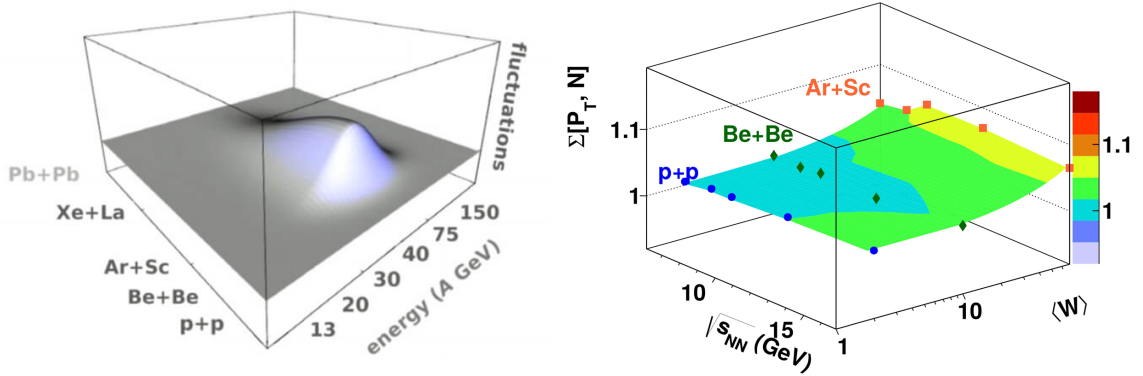 fluctuations
Pb+Pb
Xe+La
Ar+Sc
Be+Be
p+p
13
20
30
40
75
150
energy (A GeV)
Σ[P_T, N]
1.1
1
Ar+Sc
Be+Be
p+p
10
15
√s_NN (GeV)
1
10
⟨W⟩
1.1
1